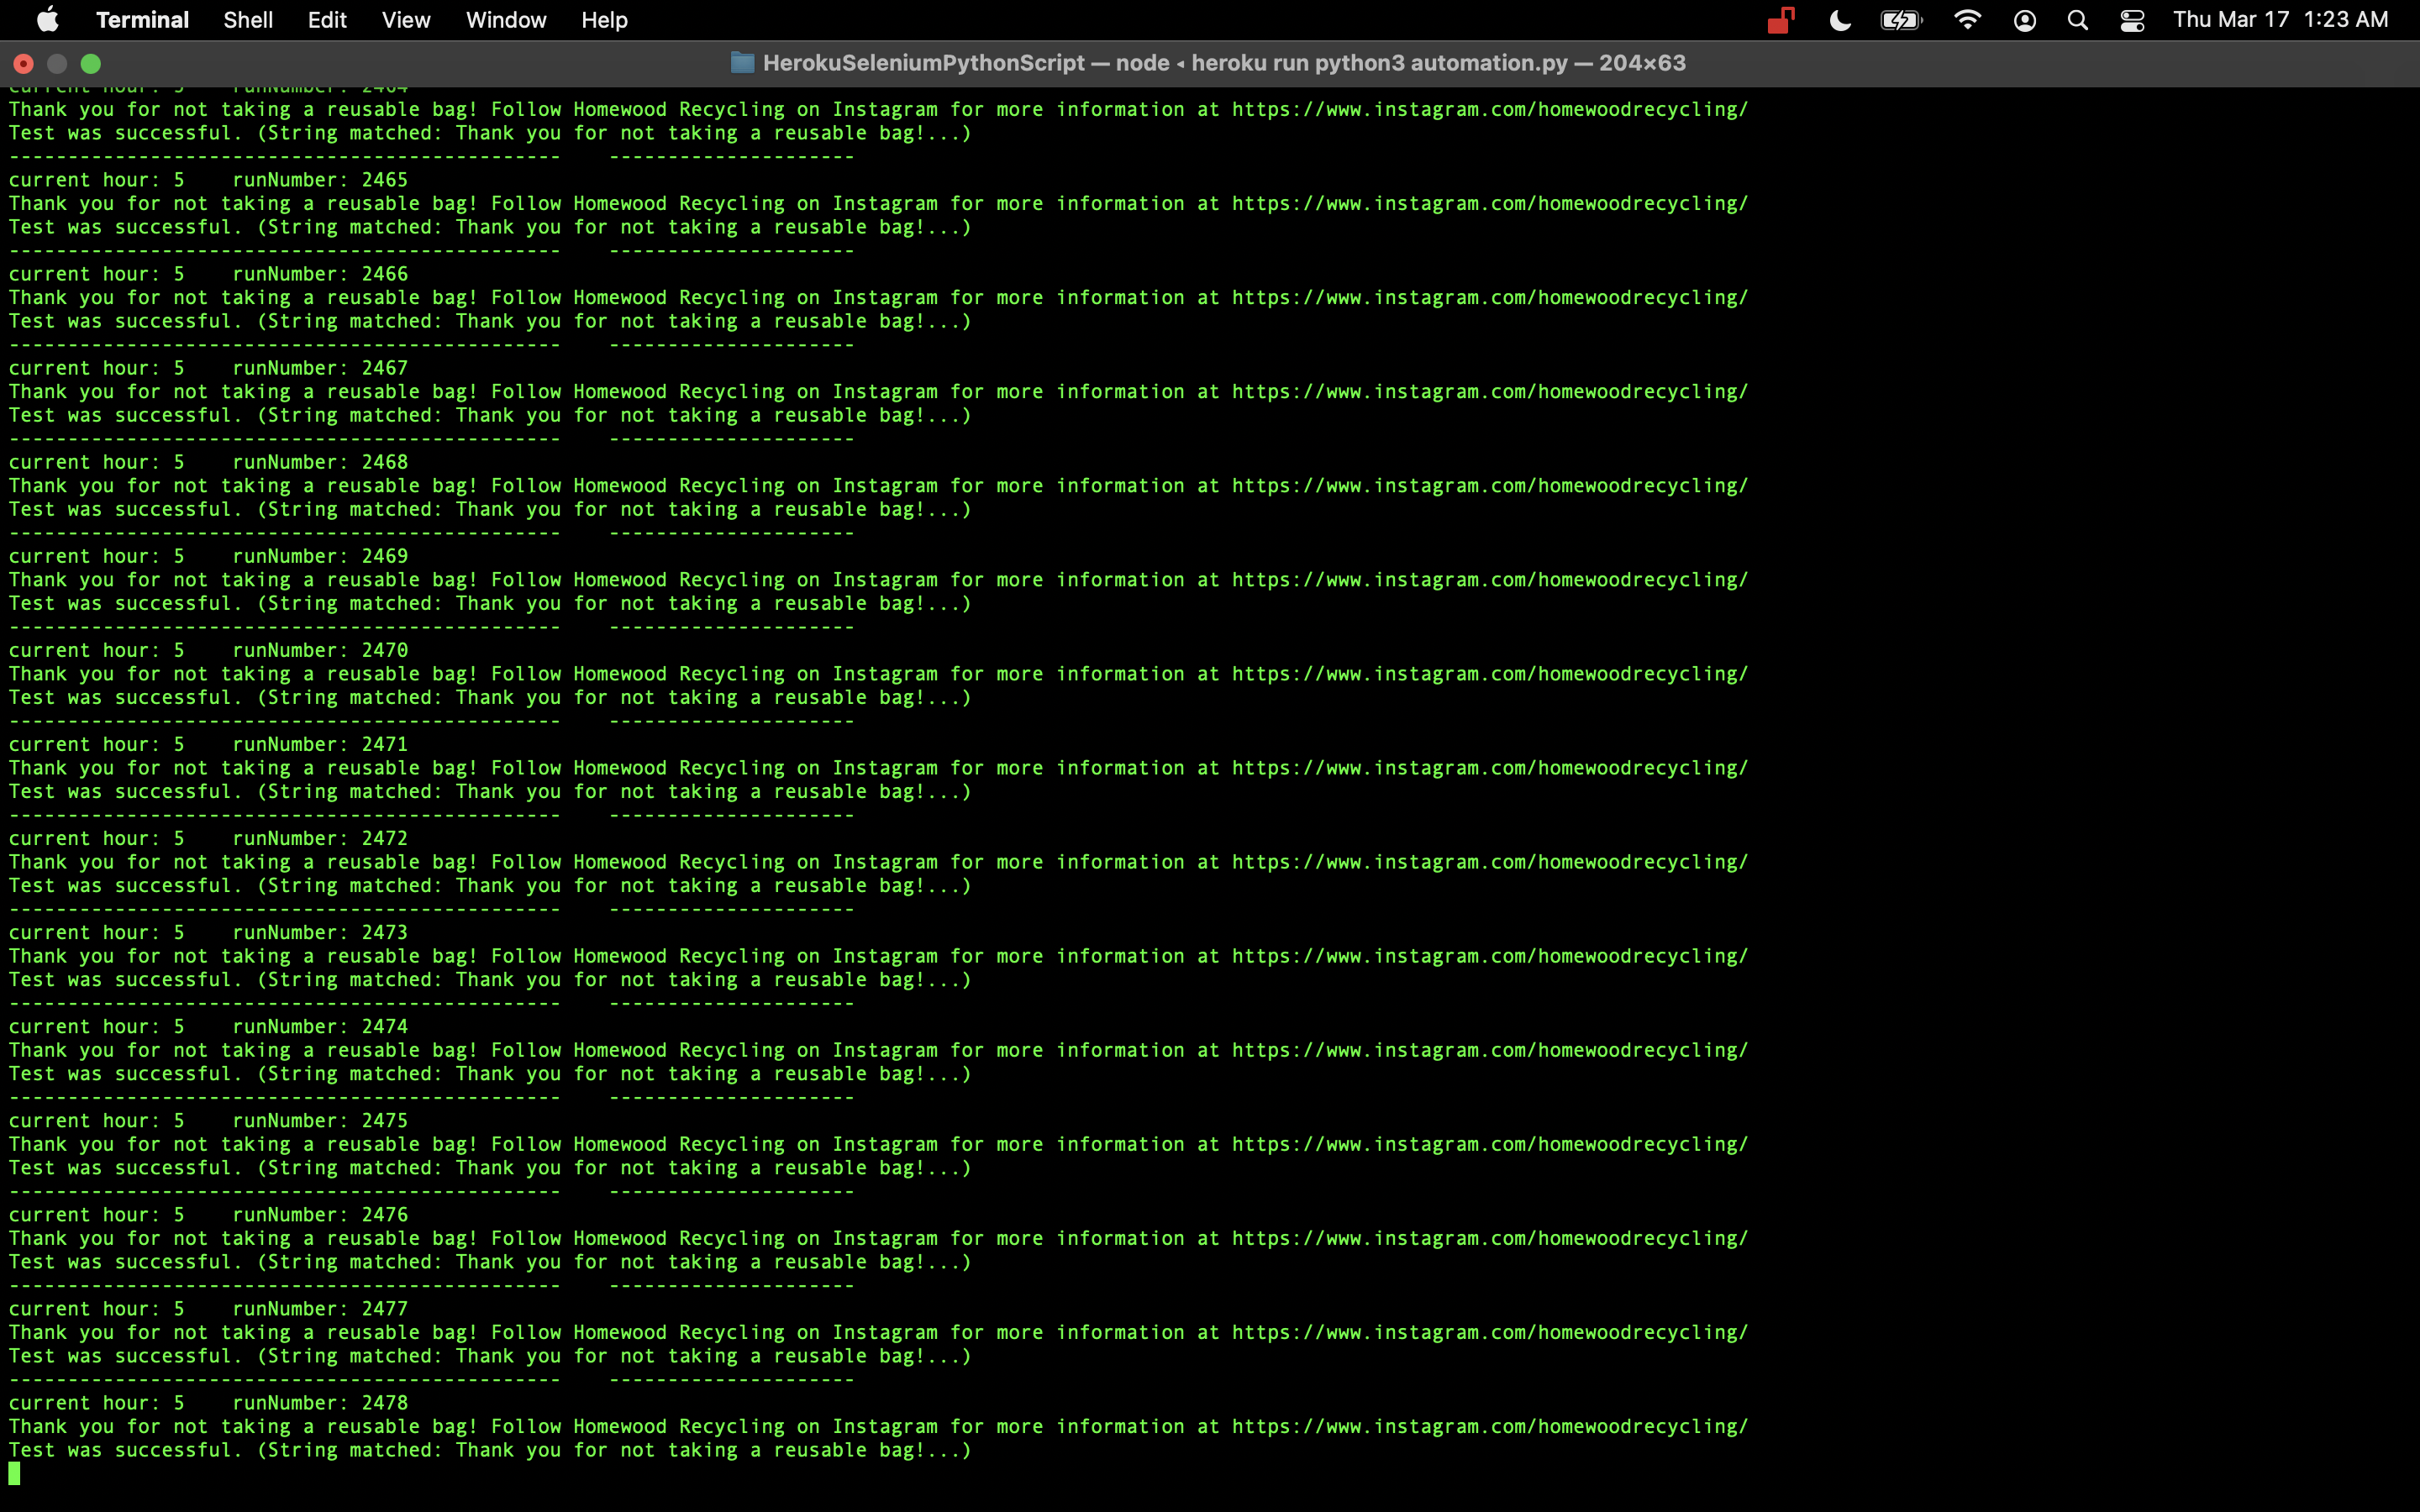 Terminal Shell Edit View Window Help Thu Mar 17 1:23 AM
HerokuSeleniumPythonScript — node ◂ heroku run python3 automation.py — 204×63
current hour: 5    runNumber: 2464
Thank you for not taking a reusable bag! Follow Homewood Recycling on Instagram for more information at https://www.instagram.com/homewoodrecycling/
Test was successful. (String matched: Thank you for not taking a reusable bag!...)
-----------------------------------------------    ---------------------
current hour: 5    runNumber: 2465
Thank you for not taking a reusable bag! Follow Homewood Recycling on Instagram for more information at https://www.instagram.com/homewoodrecycling/
Test was successful. (String matched: Thank you for not taking a reusable bag!...)
-----------------------------------------------    ---------------------
current hour: 5    runNumber: 2466
Thank you for not taking a reusable bag! Follow Homewood Recycling on Instagram for more information at https://www.instagram.com/homewoodrecycling/
Test was successful. (String matched: Thank you for not taking a reusable bag!...)
-----------------------------------------------    ---------------------
current hour: 5    runNumber: 2467
Thank you for not taking a reusable bag! Follow Homewood Recycling on Instagram for more information at https://www.instagram.com/homewoodrecycling/
Test was successful. (String matched: Thank you for not taking a reusable bag!...)
-----------------------------------------------    ---------------------
current hour: 5    runNumber: 2468
Thank you for not taking a reusable bag! Follow Homewood Recycling on Instagram for more information at https://www.instagram.com/homewoodrecycling/
Test was successful. (String matched: Thank you for not taking a reusable bag!...)
-----------------------------------------------    ---------------------
current hour: 5    runNumber: 2469
Thank you for not taking a reusable bag! Follow Homewood Recycling on Instagram for more information at https://www.instagram.com/homewoodrecycling/
Test was successful. (String matched: Thank you for not taking a reusable bag!...)
-----------------------------------------------    ---------------------
current hour: 5    runNumber: 2470
Thank you for not taking a reusable bag! Follow Homewood Recycling on Instagram for more information at https://www.instagram.com/homewoodrecycling/
Test was successful. (String matched: Thank you for not taking a reusable bag!...)
-----------------------------------------------    ---------------------
current hour: 5    runNumber: 2471
Thank you for not taking a reusable bag! Follow Homewood Recycling on Instagram for more information at https://www.instagram.com/homewoodrecycling/
Test was successful. (String matched: Thank you for not taking a reusable bag!...)
-----------------------------------------------    ---------------------
current hour: 5    runNumber: 2472
Thank you for not taking a reusable bag! Follow Homewood Recycling on Instagram for more information at https://www.instagram.com/homewoodrecycling/
Test was successful. (String matched: Thank you for not taking a reusable bag!...)
-----------------------------------------------    ---------------------
current hour: 5    runNumber: 2473
Thank you for not taking a reusable bag! Follow Homewood Recycling on Instagram for more information at https://www.instagram.com/homewoodrecycling/
Test was successful. (String matched: Thank you for not taking a reusable bag!...)
-----------------------------------------------    ---------------------
current hour: 5    runNumber: 2474
Thank you for not taking a reusable bag! Follow Homewood Recycling on Instagram for more information at https://www.instagram.com/homewoodrecycling/
Test was successful. (String matched: Thank you for not taking a reusable bag!...)
-----------------------------------------------    ---------------------
current hour: 5    runNumber: 2475
Thank you for not taking a reusable bag! Follow Homewood Recycling on Instagram for more information at https://www.instagram.com/homewoodrecycling/
Test was successful. (String matched: Thank you for not taking a reusable bag!...)
-----------------------------------------------    ---------------------
current hour: 5    runNumber: 2476
Thank you for not taking a reusable bag! Follow Homewood Recycling on Instagram for more information at https://www.instagram.com/homewoodrecycling/
Test was successful. (String matched: Thank you for not taking a reusable bag!...)
-----------------------------------------------    ---------------------
current hour: 5    runNumber: 2477
Thank you for not taking a reusable bag! Follow Homewood Recycling on Instagram for more information at https://www.instagram.com/homewoodrecycling/
Test was successful. (String matched: Thank you for not taking a reusable bag!...)
-----------------------------------------------    ---------------------
current hour: 5    runNumber: 2478
Thank you for not taking a reusable bag! Follow Homewood Recycling on Instagram for more information at https://www.instagram.com/homewoodrecycling/
Test was successful. (String matched: Thank you for not taking a reusable bag!...)